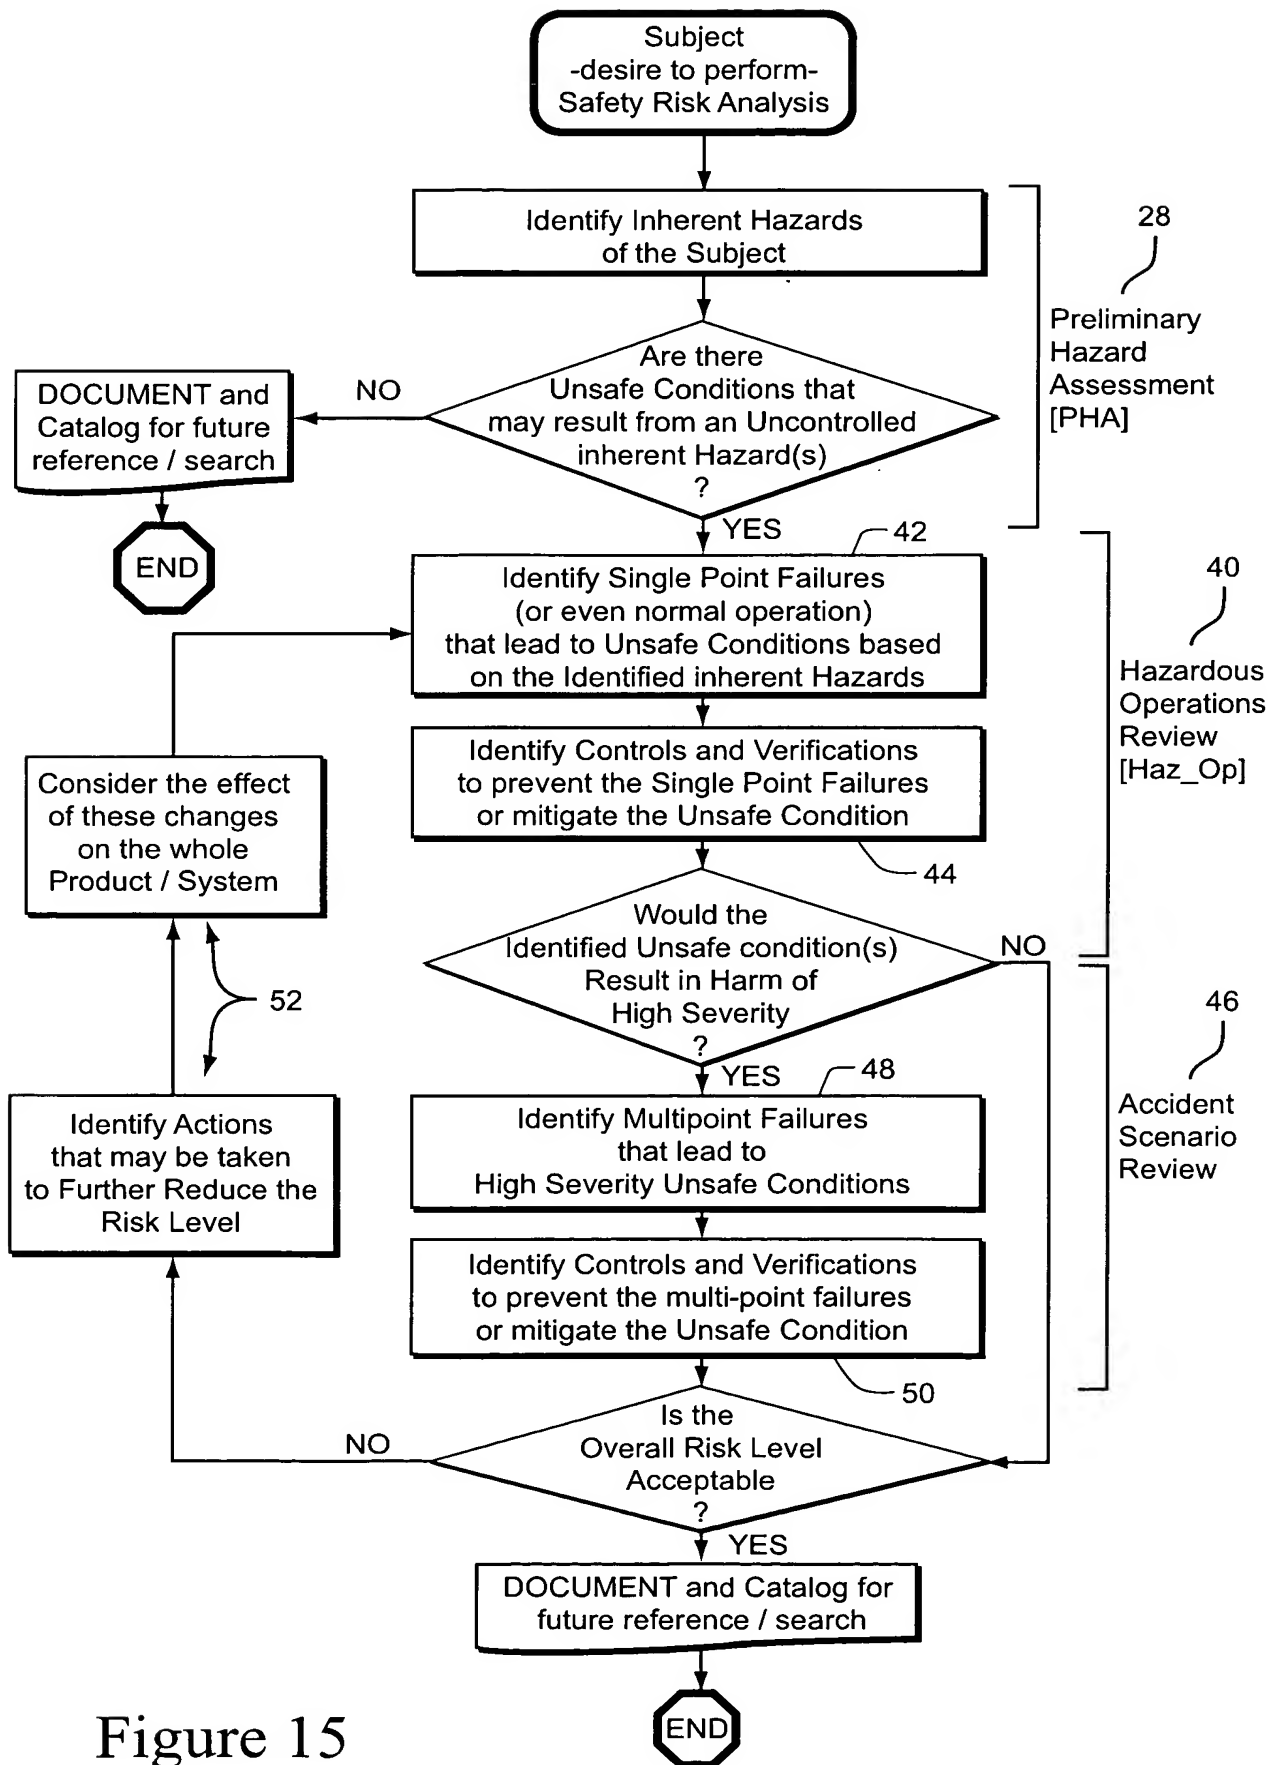 Subject
-desire to perform-
Safety Risk Analysis
Identify Inherent Hazards
of the Subject
28
Preliminary
Hazard
Assessment
[PHA]
Are there
Unsafe Conditions that
may result from an Uncontrolled
inherent Hazard(s)
?
NO
DOCUMENT and
Catalog for future
reference / search
END
YES
42
Identify Single Point Failures
(or even normal operation)
that lead to Unsafe Conditions based
on the Identified inherent Hazards
40
Hazardous
Operations
Review
[Haz_Op]
Identify Controls and Verifications
to prevent the Single Point Failures
or mitigate the Unsafe Condition
44
Consider the effect
of these changes
on the whole
Product / System
Would the
Identified Unsafe condition(s)
Result in Harm of
High Severity
?
NO
52
46
Accident
Scenario
Review
YES
48
Identify Multipoint Failures
that lead to
High Severity Unsafe Conditions
Identify Actions
that may be taken
to Further Reduce the
Risk Level
Identify Controls and Verifications
to prevent the multi-point failures
or mitigate the Unsafe Condition
50
Is the
Overall Risk Level
Acceptable
?
NO
YES
DOCUMENT and Catalog for
future reference / search
END
Figure 15